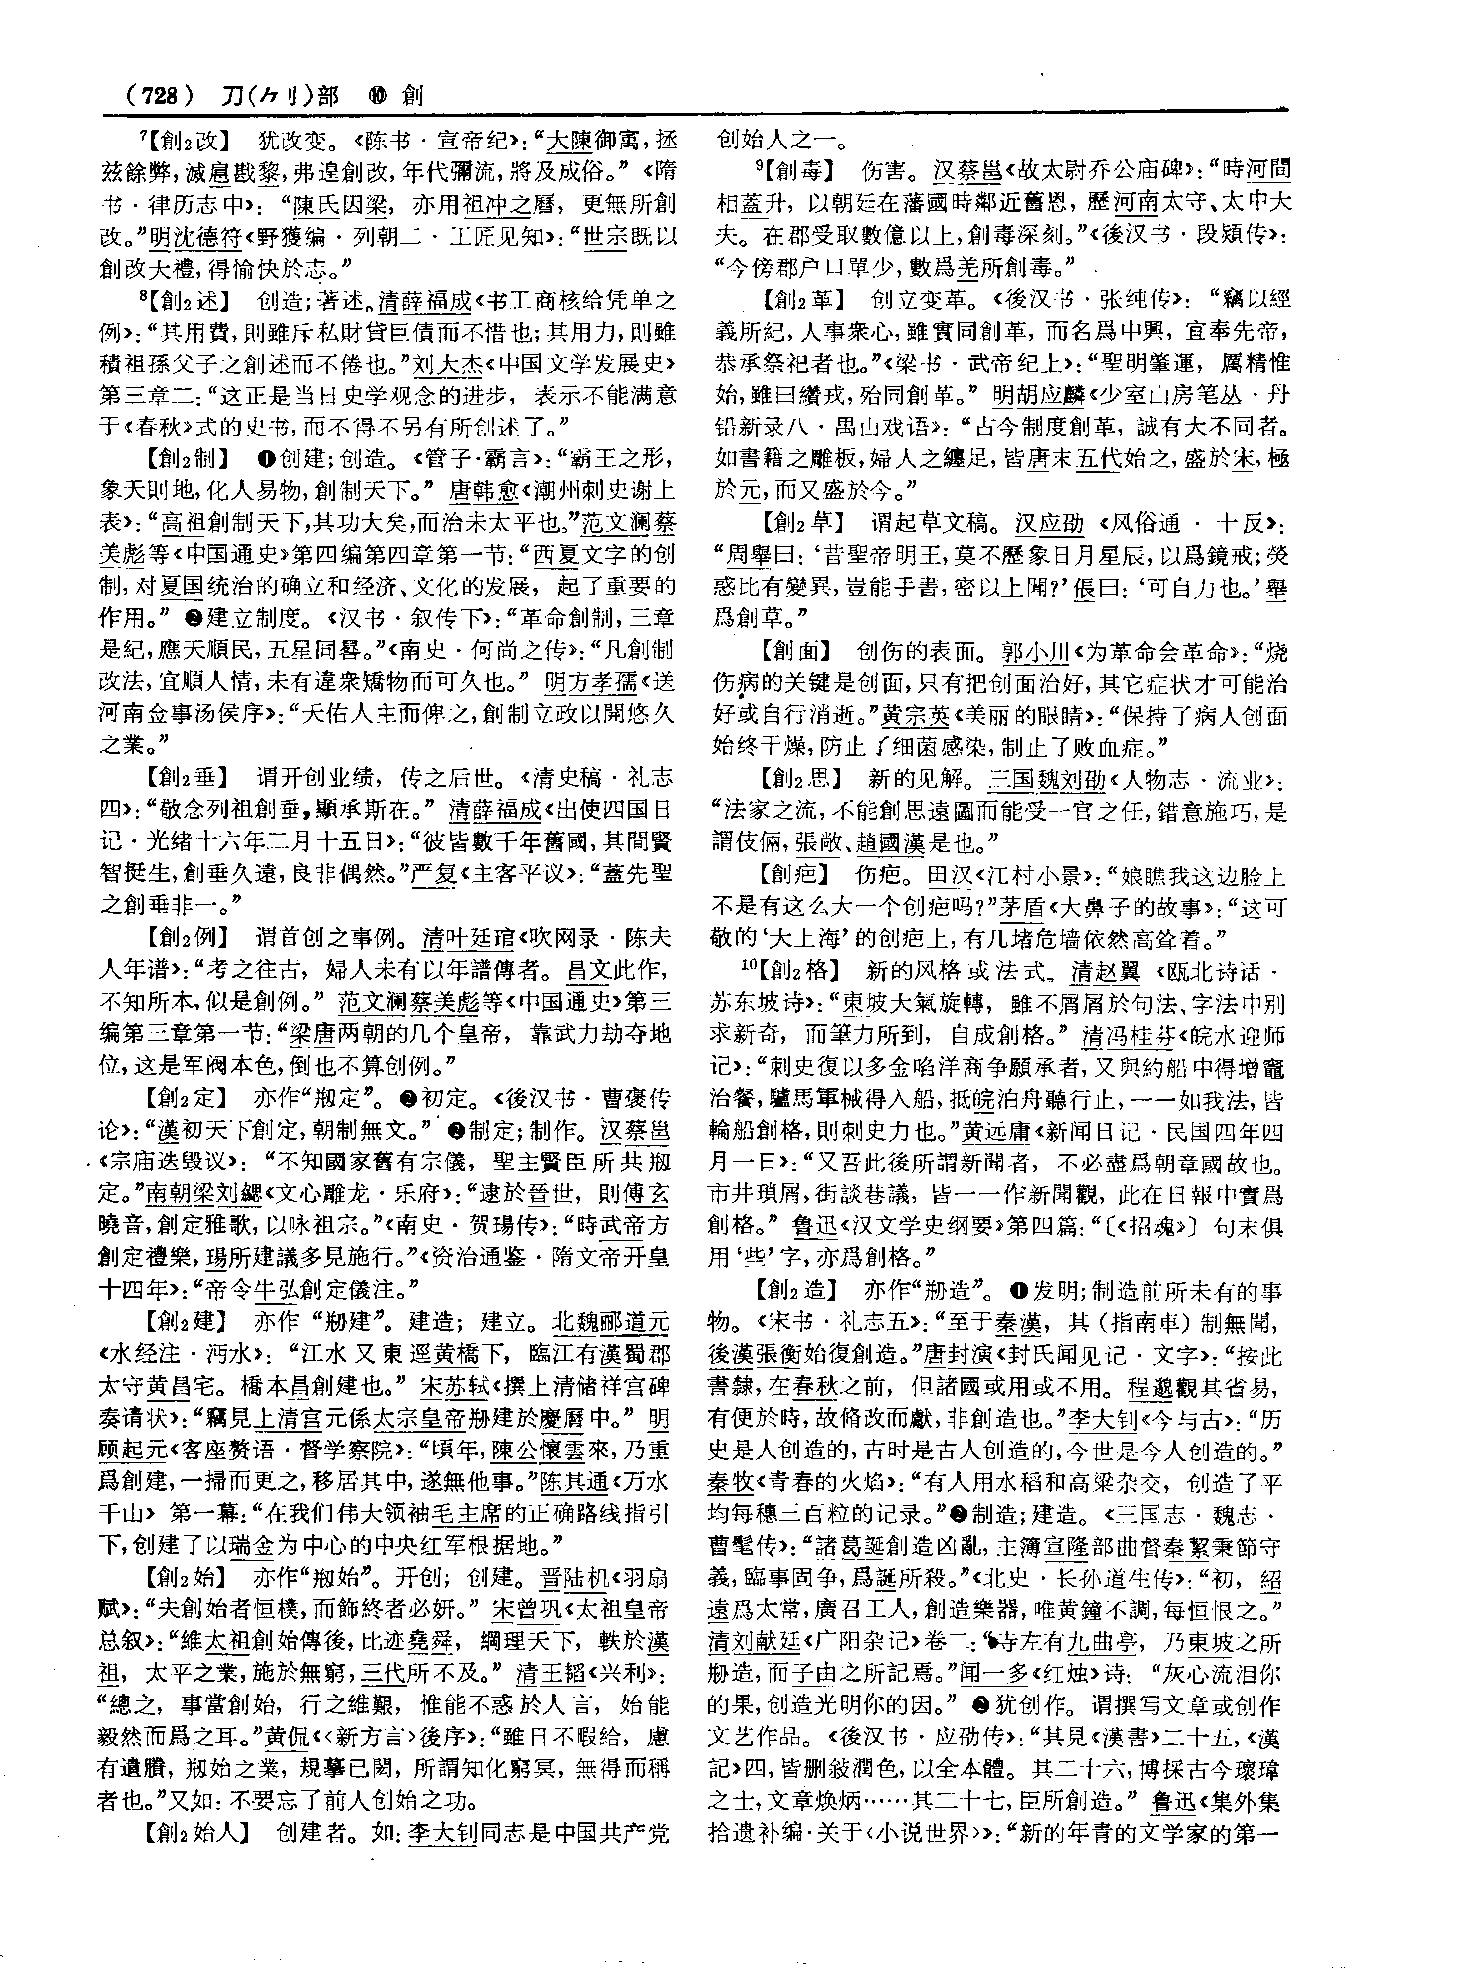 （728） 刀（⺈刂）部 ❿ 創
⁷【創₂改】 犹改变。《陈书·宣帝纪》：“大陳御寓，拯
兹餘弊，滅扈戡黎，弗遑創改，年代彌流，將及成俗。”《隋
书·律历志中》：“陳氏因梁，亦用祖冲之曆，更無所創
改。”明沈德符《野獲编·列朝二·工匠见知》：“世宗既以
創改大禮，得愉快於志。”
⁸【創₂述】 创造；著述。清薛福成《书工商核给凭单之
例》：“其用費，則雖斥私財貸巨債而不惜也；其用力，則雖
積祖孫父子之創述而不倦也。”刘大杰《中国文学发展史》
第三章二：“这正是当日史学观念的进步，表示不能满意
于《春秋》式的史书，而不得不另有所创述了。”
【創₂制】 ❶创建；创造。《管子·霸言》：“霸王之形，
象天則地，化人易物，創制天下。”唐韩愈《潮州刺史谢上
表》：“高祖創制天下，其功大矣，而治未太平也。”范文澜蔡
美彪等《中国通史》第四编第四章第一节：“西夏文字的创
制，对夏国统治的确立和经济、文化的发展，起了重要的
作用。”❷建立制度。《汉书·叙传下》：“革命創制，三章
是紀，應天順民，五星同晷。”《南史·何尚之传》：“凡創制
改法，宜順人情，未有違衆矯物而可久也。”明方孝孺《送
河南佥事汤侯序》：“天佑人主而俾之，創制立政以開悠久
之業。”
【創₂垂】 谓开创业绩，传之后世。《清史稿·礼志
四》：“敬念列祖創垂，顯承斯在。”清薛福成《出使四国日
记·光绪十六年二月十五日》：“彼皆數千年舊國，其間賢
智挺生，創垂久遠，良非偶然。”严复《主客平议》：“蓋先聖
之創垂非一。”
【創₂例】 谓首创之事例。清叶廷琯《吹网录·陈夫
人年谱》：“考之往古，婦人未有以年譜傳者。昌文此作，
不知所本，似是創例。”范文澜蔡美彪等《中国通史》第三
编第三章第一节：“梁唐两朝的几个皇帝，靠武力劫夺地
位，这是军阀本色，倒也不算创例。”
【創₂定】 亦作“剏定”。❶初定。《後汉书·曹褒传
论》：“漢初天下創定，朝制無文。”❷制定；制作。汉蔡邕
《宗庙迭毁议》：“不知國家舊有宗儀，聖主賢臣所共剏
定。”南朝梁刘勰《文心雕龙·乐府》：“逮於晉世，則傅玄
曉音，創定雅歌，以咏祖宗。”《南史·贺瑒传》：“時武帝方
創定禮樂，瑒所建議多見施行。”《资治通鉴·隋文帝开皇
十四年》：“帝令牛弘創定儀注。”
【創₂建】 亦作“剙建”。建造；建立。北魏郦道元
《水经注·沔水》：“江水又東逕黄橋下，臨江有漢蜀郡
太守黄昌宅。橋本昌創建也。”宋苏轼《撰上清储祥宫碑
奏请状》：“竊見上清宫元係太宗皇帝剙建於慶曆中。”明
顾起元《客座赘语·督学察院》：“頃年，陳公懷雲來，乃重
爲創建，一掃而更之，移居其中，遂無他事。”陈其通《万水
千山》第一幕：“在我们伟大领袖毛主席的正确路线指引
下，创建了以瑞金为中心的中央红军根据地。”
【創₂始】 亦作“剏始”。开创；创建。晋陆机《羽扇
赋》：“夫創始者恒樸，而飾終者必妍。”宋曾巩《太祖皇帝
总叙》：“維太祖創始傳後，比迹堯舜，綱理天下，軼於漢
祖，太平之業，施於無窮，三代所不及。”清王韬《兴利》：
“總之，事當創始，行之維艱，惟能不惑於人言，始能
毅然而爲之耳。”黄侃《〈新方言〉後序》：“雖日不暇给，慮
有遺賸，剏始之業，規摹已閎，所謂知化窮冥，無得而稱
者也。”又如：不要忘了前人创始之功。
【創₂始人】 创建者。如：李大钊同志是中国共产党
创始人之一。
⁹【創毒】 伤害。汉蔡邕《故太尉乔公庙碑》：“時河間
相蓋升，以朝廷在藩國時鄰近舊恩，歷河南太守、太中大
夫。在郡受取數億以上，創毒深刻。”《後汉书·段熲传》：
“今傍郡户口單少，數爲羌所創毒。”
【創₂革】 创立变革。《後汉书·张纯传》：“竊以經
義所紀，人事衆心，雖實同創革，而名爲中興，宜奉先帝，
恭承祭祀者也。”《梁书·武帝纪上》：“聖明肇運，厲精惟
始，雖曰纘戎，殆同創革。”明胡应麟《少室山房笔丛·丹
铅新录八·禺山戏语》：“古今制度創革，誠有大不同者。
如書籍之雕板，婦人之纏足，皆唐末五代始之，盛於宋，極
於元，而又盛於今。”
【創₂草】 谓起草文稿。汉应劭《风俗通·十反》：
“周舉曰：‘昔聖帝明王，莫不歷象日月星辰，以爲鏡戒；熒
惑比有變異，豈能手書，密以上聞？’倀曰：‘可自力也。’舉
爲創草。”
【創面】 创伤的表面。郭小川《为革命会革命》：“烧
伤病的关键是创面，只有把创面治好，其它症状才可能治
好或自行消逝。”黄宗英《美丽的眼睛》：“保持了病人创面
始终干燥，防止了细菌感染，制止了败血症。”
【創₂思】 新的见解。三国魏刘劭《人物志·流业》：
“法家之流，不能創思遠圖而能受一官之任，錯意施巧，是
謂伎倆，張敞、趙國漢是也。”
【創疤】 伤疤。田汉《江村小景》：“娘瞧我这边脸上
不是有这么大一个创疤吗？”茅盾《大鼻子的故事》：“这可
敬的‘大上海’的创疤上，有几堵危墙依然高耸着。”
¹⁰【創₂格】 新的风格或法式。清赵翼《瓯北诗话·
苏东坡诗》：“東坡大氣旋轉，雖不屑屑於句法、字法中别
求新奇，而筆力所到，自成創格。”清冯桂芬《皖水迎师
记》：“刺史復以多金啗洋商争願承者，又與約船中得增竈
治餐，驢馬軍械得入船，抵皖泊舟聽行止，一一如我法，皆
輪船創格，則刺史力也。”黄远庸《新闻日记·民国四年四
月一日》：“又吾此後所謂新聞者，不必盡爲朝章國故也。
市井瑣屑，街談巷議，皆一一作新聞觀，此在日報中實爲
創格。”鲁迅《汉文学史纲要》第四篇：“〔《招魂》〕句末俱
用‘些’字，亦爲創格。”
【創₂造】 亦作“剙造”。❶发明；制造前所未有的事
物。《宋书·礼志五》：“至于秦漢，其（指南車）制無聞，
後漢張衡始復創造。”唐封演《封氏闻见记·文字》：“按此
書隸，在春秋之前，但諸國或用或不用。程邈觀其省易，
有便於時，故脩改而獻，非創造也。”李大钊《今与古》：“历
史是人创造的，古时是古人创造的，今世是今人创造的。”
秦牧《青春的火焰》：“有人用水稻和高粱杂交，创造了平
均每穗三百粒的记录。”❷制造；建造。《三国志·魏志·
曹髦传》：“諸葛誕創造凶亂，主簿宣隆部曲督秦絜秉節守
義，臨事固争，爲誕所殺。”《北史·长孙道生传》：“初，紹
遠爲太常，廣召工人，創造樂器，唯黄鐘不調，每恒恨之。”
清刘献廷《广阳杂记》卷二：“寺左有九曲亭，乃東坡之所
剙造，而子由之所記焉。”闻一多《红烛》诗：“灰心流泪你
的果，创造光明你的因。”❸犹创作。谓撰写文章或创作
文艺作品。《後汉书·应劭传》：“其見《漢書》二十五，《漢
記》四，皆删敍潤色，以全本體。其二十六，博採古今瓌瑋
之士，文章焕炳……其二十七，臣所創造。”鲁迅《集外集
拾遗补编·关于〈小说世界〉》：“新的年青的文学家的第一